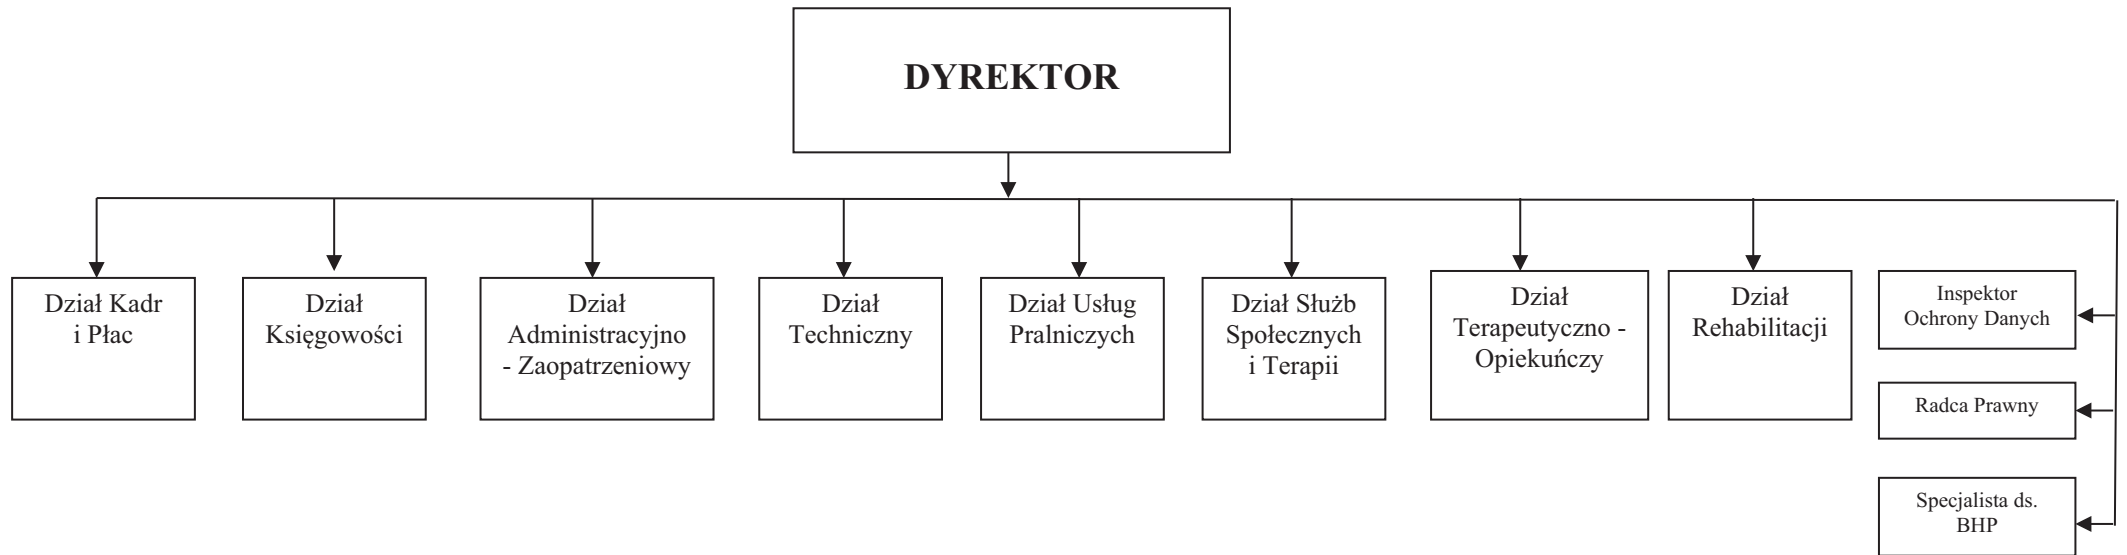 DYREKTOR
Dział Kadr
i Płac
Dział
Księgowości
Dział
Administracyjno
- Zaopatrzeniowy
Dział
Techniczny
Dział Usług
Pralniczych
Dział Służb
Społecznych
i Terapii
Dział
Terapeutyczno -
Opiekuńczy
Dział
Rehabilitacji
Inspektor
Ochrony Danych
Radca Prawny
Specjalista ds.
BHP